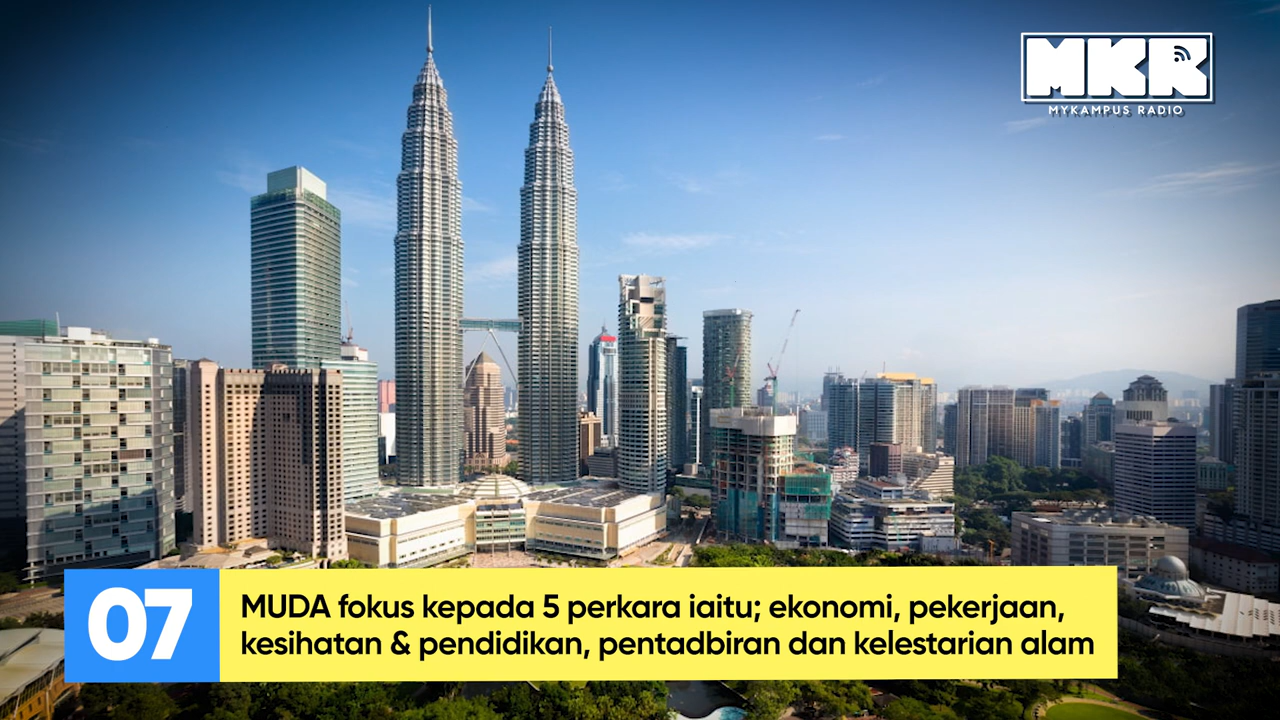 MKR
MYKAMPUS RADIO
07
MUDA fokus kepada 5 perkara iaitu; ekonomi, pekerjaan,
kesihatan & pendidikan, pentadbiran dan kelestarian alam